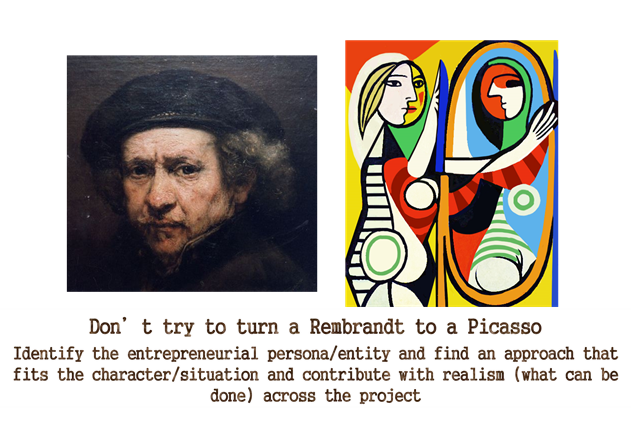 Don't try to turn a Rembrandt to a Picasso
Identify the entrepreneurial persona/entity and find an approach that
fits the character/situation and contribute with realism (what can be
done) across the project